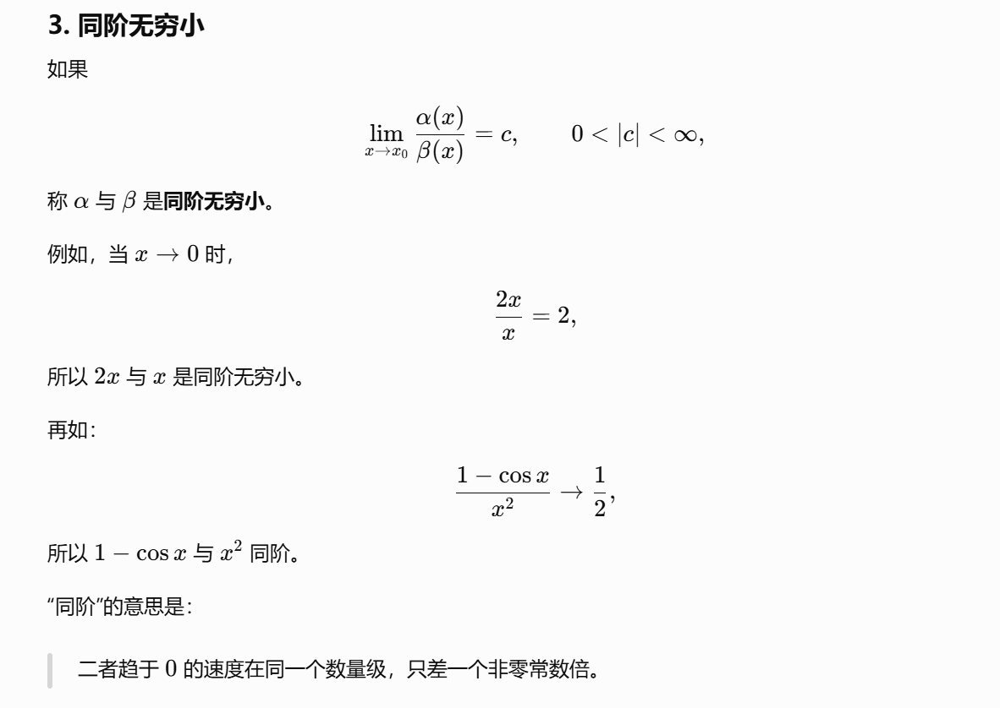 3. 同阶无穷小
如果
\lim_{x \to x_0} \frac{\alpha(x)}{\beta(x)} = c, \qquad 0 < |c| < \infty,
称 α 与 β 是同阶无穷小。
例如，当 x → 0 时，
\frac{2x}{x} = 2,
所以 2x 与 x 是同阶无穷小。
再如：
\frac{1 - \cos x}{x^2} \to \frac{1}{2},
所以 1 − cos x 与 x² 同阶。
“同阶”的意思是：
二者趋于 0 的速度在同一个数量级，只差一个非零常数倍。